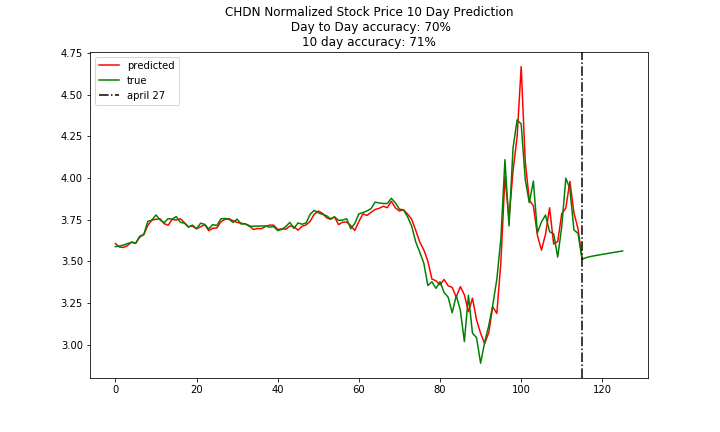 CHDN Normalized Stock Price 10 Day Prediction
Day to Day accuracy: 70%
10 day accuracy: 71%
predicted
true
april 27
4.75
4.50
4.25
4.00
3.75
3.50
3.25
3.00
0 20 40 60 80 100 120